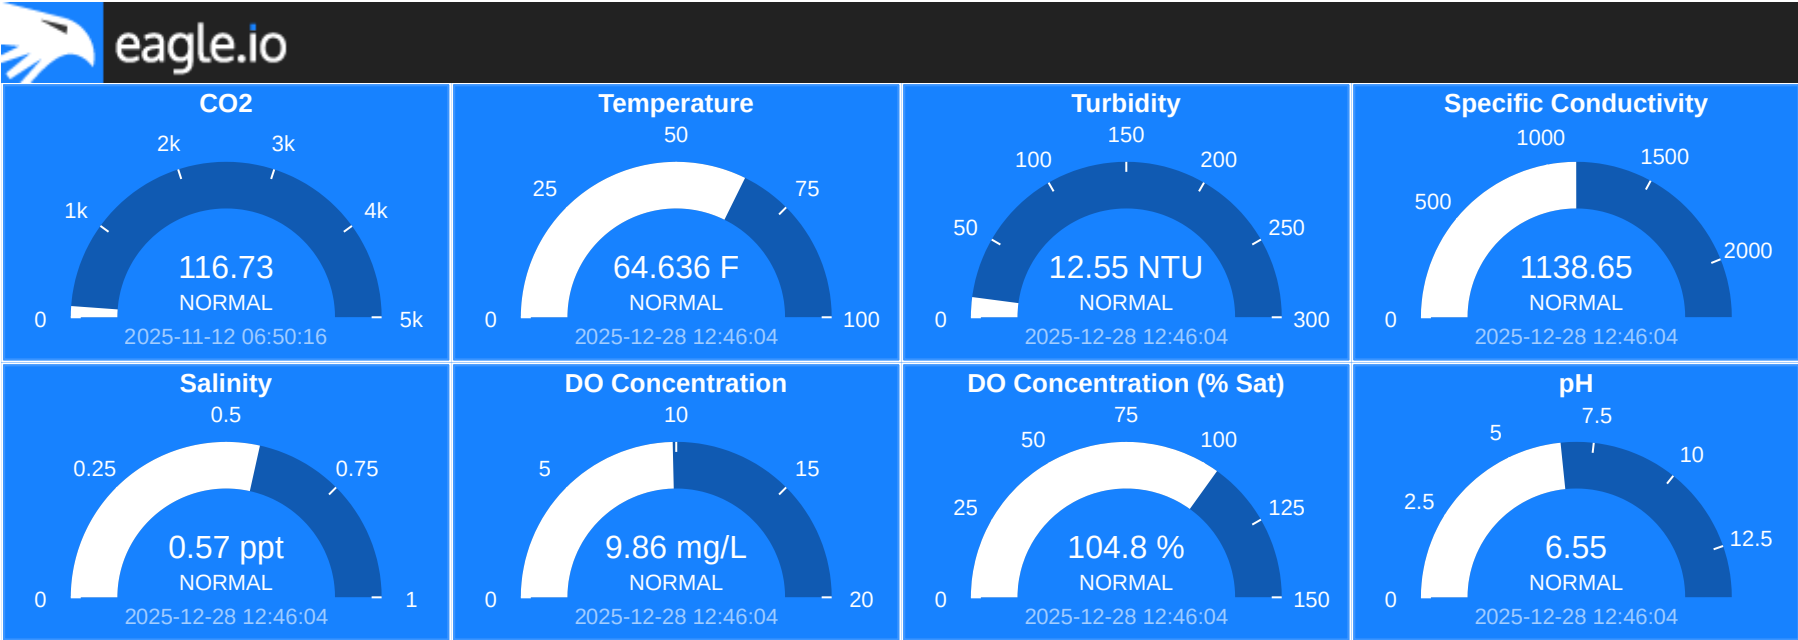 eagle.io
CO2
0
1k
2k
3k
4k
5k
116.73
NORMAL
2025-11-12 06:50:16
Temperature
0
25
50
75
100
64.636 F
NORMAL
2025-12-28 12:46:04
Turbidity
0
50
100
150
200
250
300
12.55 NTU
NORMAL
2025-12-28 12:46:04
Specific Conductivity
0
500
1000
1500
2000
1138.65
NORMAL
2025-12-28 12:46:04
Salinity
0
0.25
0.5
0.75
1
0.57 ppt
NORMAL
2025-12-28 12:46:04
DO Concentration
0
5
10
15
20
9.86 mg/L
NORMAL
2025-12-28 12:46:04
DO Concentration (% Sat)
0
25
50
75
100
125
150
104.8 %
NORMAL
2025-12-28 12:46:04
pH
0
2.5
5
7.5
10
12.5
6.55
NORMAL
2025-12-28 12:46:04